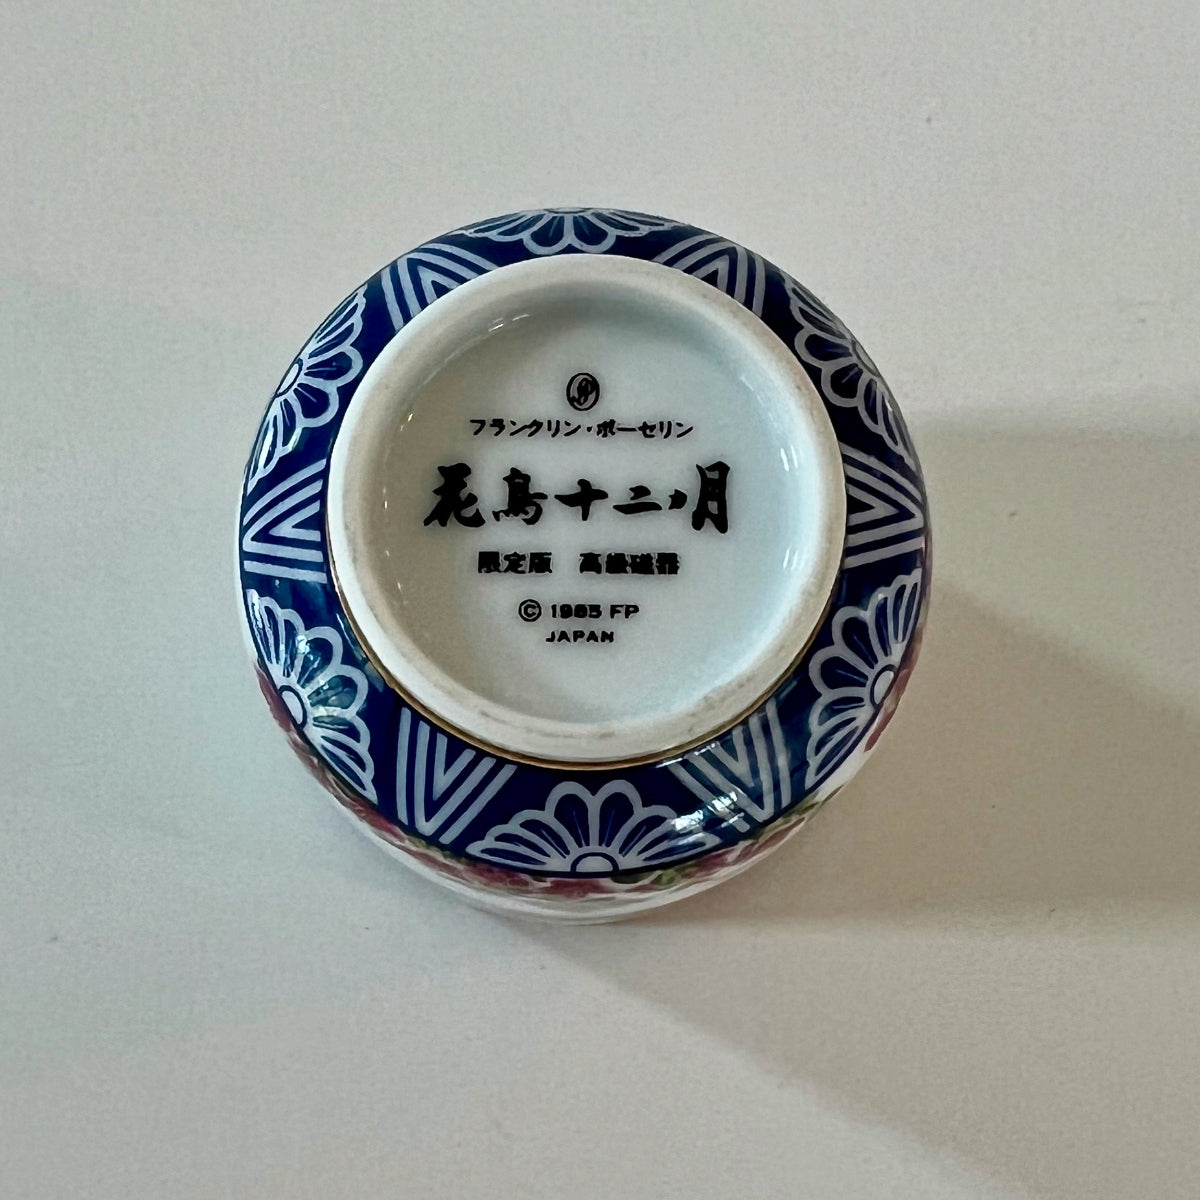 フランクリン・ポーセリン
花鳥十二ヶ月
限定版 高級磁器
© 1985 FP
JAPAN